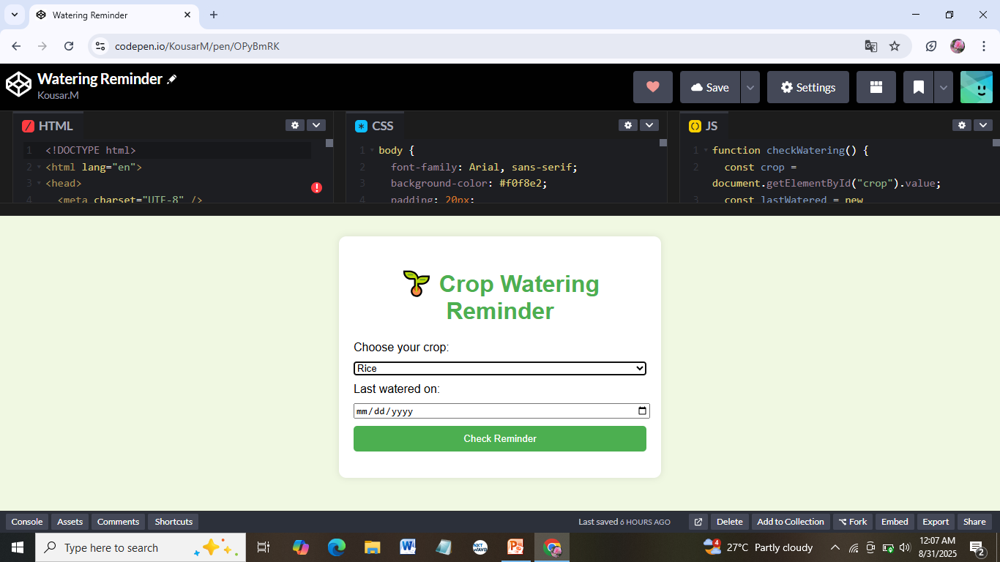 Watering Reminder
codepen.io/KousarM/pen/OPyBmRK
Watering Reminder
Kousar.M
Save
Settings
HTML
1 <!DOCTYPE html>
2 <html lang="en">
3 <head>
4 <meta charset="UTF-8" />
CSS
1 body {
2 font-family: Arial, sans-serif;
3 background-color: #f0f8e2;
4 padding: 20px;
JS
1 function checkWatering() {
2 const crop =
document.getElementById("crop").value;
3 const lastWatered = new
Crop Watering
Reminder
Choose your crop:
Rice
Last watered on:
mm/dd/yyyy
Check Reminder
Console Assets Comments Shortcuts Last saved 6 HOURS AGO Delete Add to Collection Fork Embed Export Share
Type here to search
NXT
WAVE
4
27°C Partly cloudy
12:07 AM
8/31/2025
2